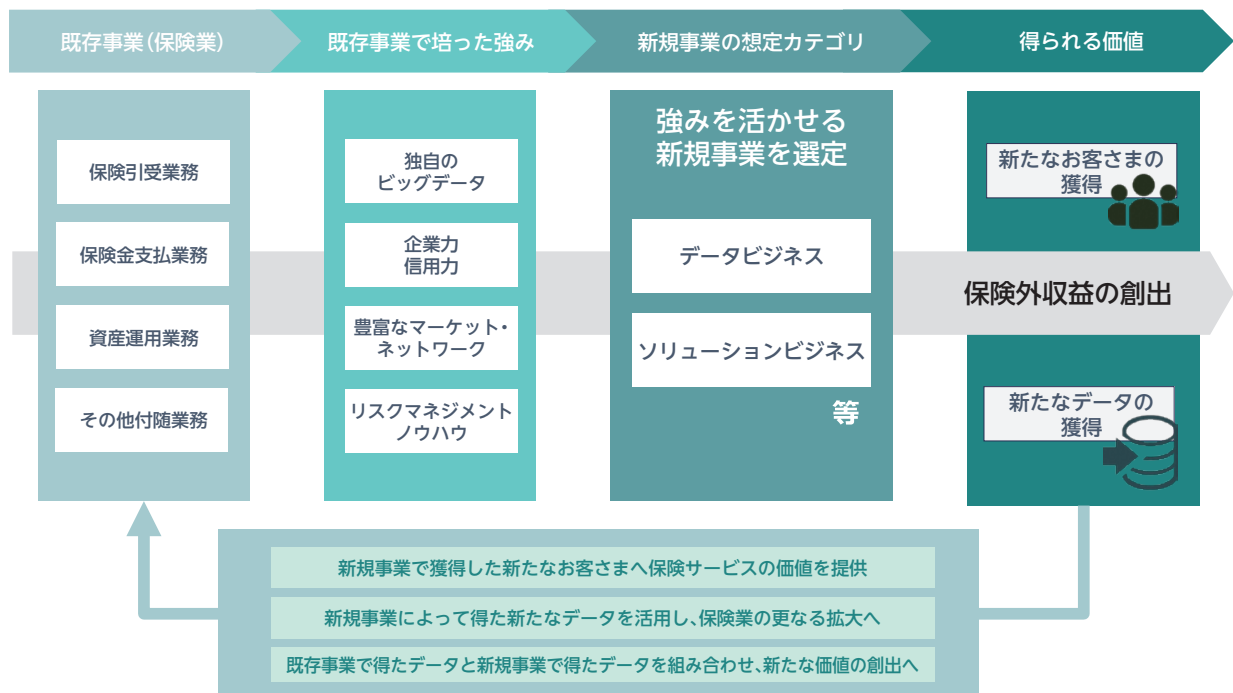 既存事業（保険業）
既存事業で培った強み
新規事業の想定カテゴリ
得られる価値
保険引受業務
保険金支払業務
資産運用業務
その他付随業務
独自の
ビッグデータ
企業力
信用力
豊富なマーケット・
ネットワーク
リスクマネジメント
ノウハウ
強みを活かせる
新規事業を選定
データビジネス
ソリューションビジネス
等
新たなお客さまの
獲得
保険外収益の創出
新たなデータの
獲得
新規事業で獲得した新たなお客さまへ保険サービスの価値を提供
新規事業によって得た新たなデータを活用し、保険業の更なる拡大へ
既存事業で得たデータと新規事業で得たデータを組み合わせ、新たな価値の創出へ